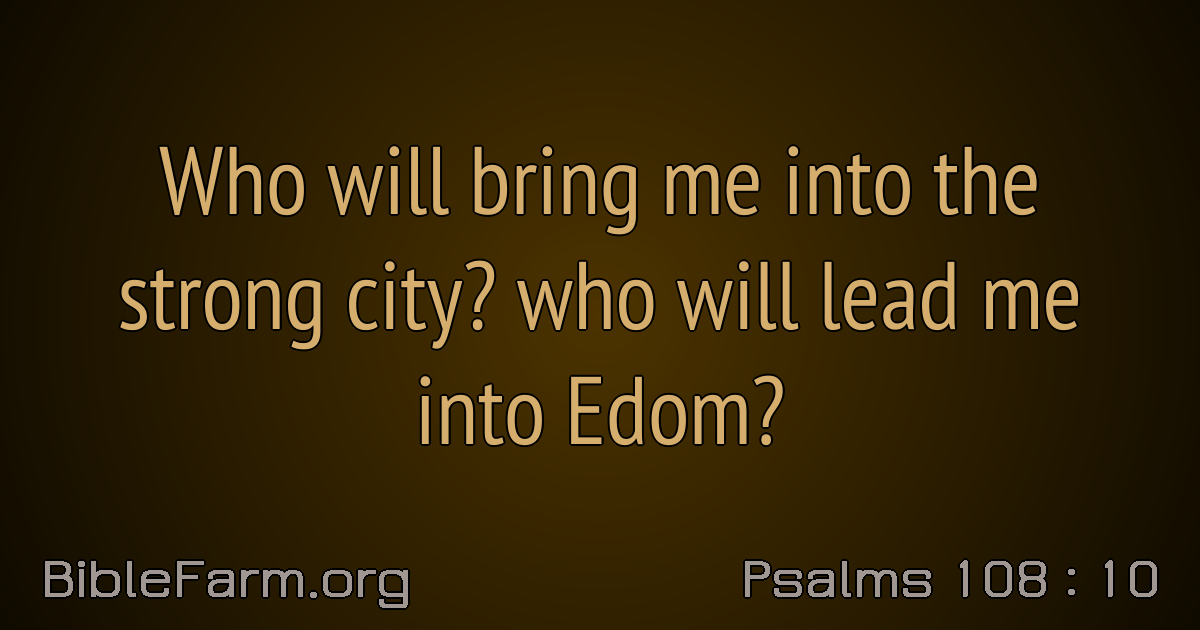 Who will bring me into the
strong city? who will lead me
into Edom?
BibleFarm.org
Psalms 108 : 10